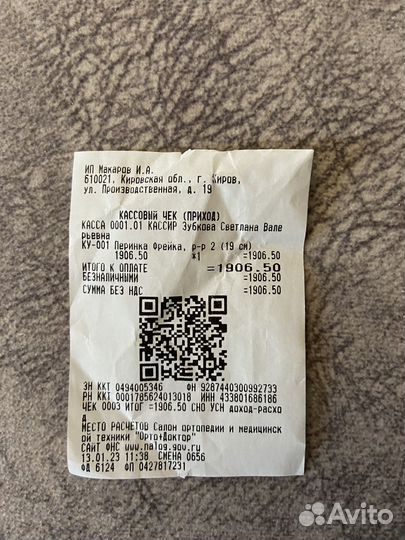 ИП Макаров И.А.
610021, Кировская обл., г. Киров,
ул. Производственная, д. 19
КАССОВЫЙ ЧЕК (ПРИХОД)
КАССА 0001.01 КАССИР Зубкова Светлана Вале
рьевна
КУ-001 Перинка Фрейка, р-р 2 (19 см)
1906.50 *1 =1906.50
ИТОГО К ОПЛАТЕ =1906.50
БЕЗНАЛИЧНЫМИ =1906.50
СУММА БЕЗ НДС =1906.50
ЗН ККТ 0494005346 ФН 9287440300992733
РН ККТ 0001785624013018 ИНН 433801686186
ЧЕК 0003 ИТОГ =1906.50 СНО УСН доход-расхо
д
МЕСТО РАСЧЕТОВ Салон ортопедии и медицинск
ой техники "Орто+Доктор"
САЙТ ФНС www.nalog.gov.ru
13.01.23 11:38 СМЕНА 0656
ФД 6124 ФП 0427817231
Avito